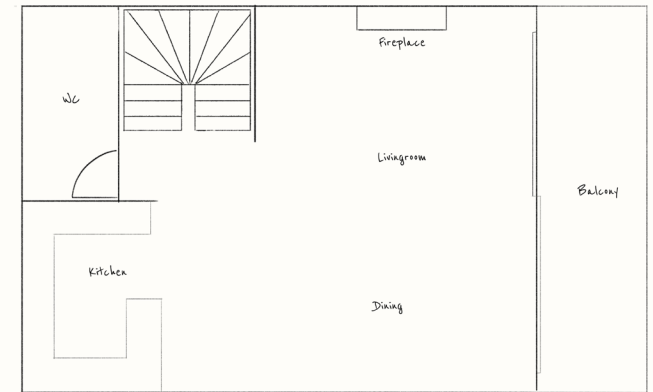 Fireplace
WC
Livingroom
Balcony
Kitchen
Dining